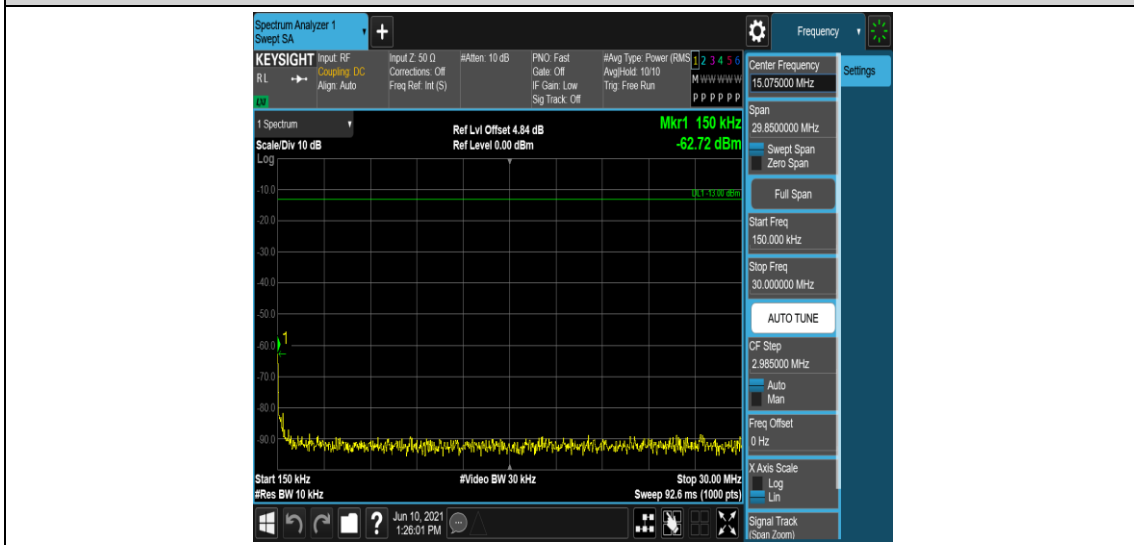 Spectrum Analyzer 1
Swept SA
+
Frequency
KEYSIGHT
RL
LXI
Input: RF
Coupling: DC
Align: Auto
Input Z: 50 Ω
Corrections: Off
Freq Ref: Int (S)
#Atten: 10 dB
PNO: Fast
Gate: Off
IF Gain: Low
Sig Track: Off
#Avg Type: Power (RMS
Avg|Hold: 10/10
Trig: Free Run
1 2 3 4 5 6
M W W W W W
P P P P P P
1 Spectrum
Scale/Div 10 dB
Log
Ref Lvl Offset 4.84 dB
Ref Level 0.00 dBm
Mkr1 150 kHz
-62.72 dBm
DL1 -13.00 dBm
-10.0
-20.0
-30.0
-40.0
-50.0
-60.0
-70.0
-80.0
-90.0
1
Start 150 kHz
#Res BW 10 kHz
#Video BW 30 kHz
Stop 30.00 MHz
Sweep 92.6 ms (1000 pts)
?
Jun 10, 2021
1:26:01 PM
Center Frequency
15.075000 MHz
Settings
Span
29.8500000 MHz
Swept Span
Zero Span
Full Span
Start Freq
150.000 kHz
Stop Freq
30.000000 MHz
AUTO TUNE
CF Step
2.985000 MHz
Auto
Man
Freq Offset
0 Hz
X Axis Scale
Log
Lin
Signal Track
(Span Zoom)